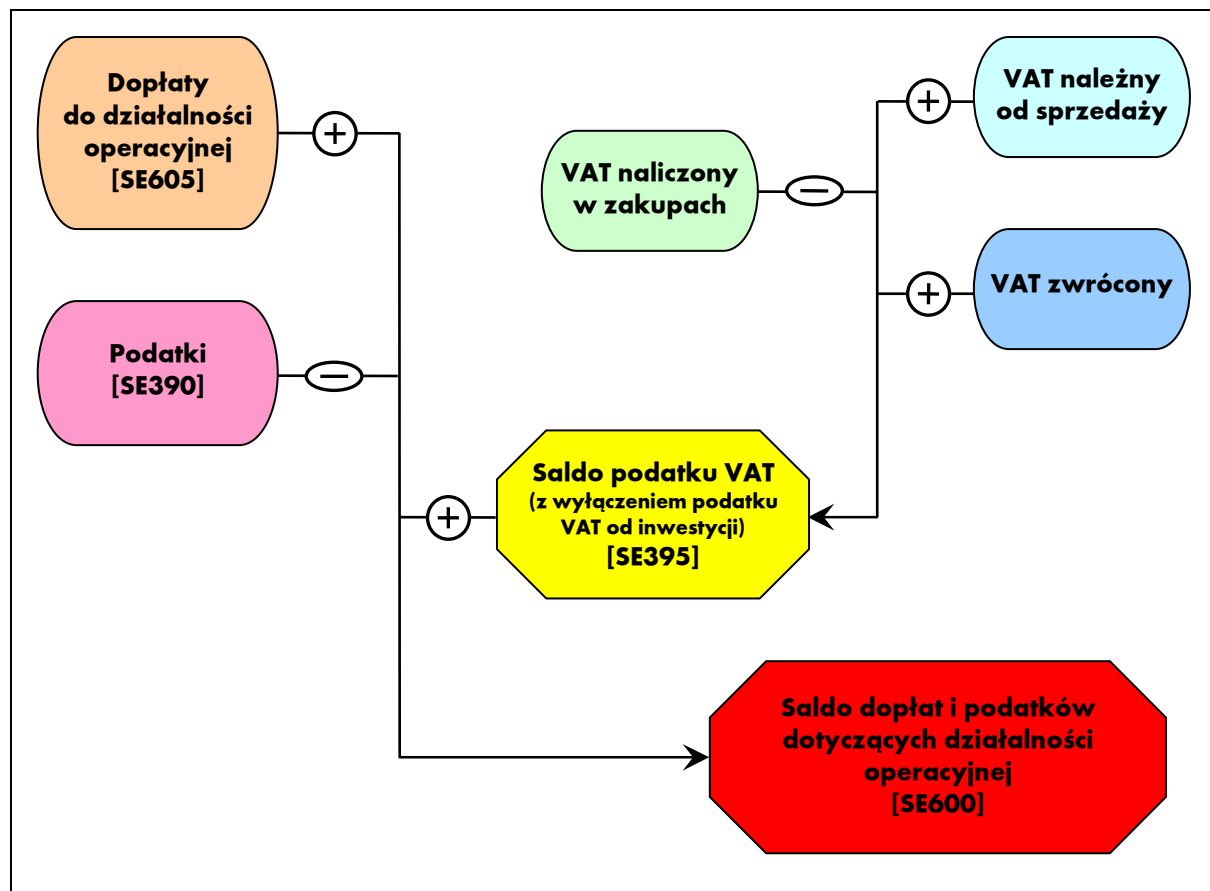 Dopłaty
do działalności
operacyjnej
[SE605]
+
VAT należny
od sprzedaży
+
VAT naliczony
w zakupach
−
VAT zwrócony
+
Podatki
[SE390]
−
Saldo podatku VAT
(z wyłączeniem podatku
VAT od inwestycji)
[SE395]
+
Saldo dopłat i podatków
dotyczących działalności
operacyjnej
[SE600]